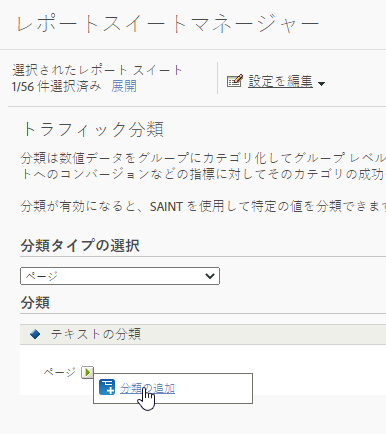 レポートスイートマネージャー
選択されたレポート スイート
1/56 件選択済み 展開
設定を編集
トラフィック分類
分類は数値データをグループにカテゴリ化してグループ レベル
トへのコンバージョンなどの指標に対してそのカテゴリの成功
分類が有効になると、SAINT を使用して特定の値を分類できます
分類タイプの選択
ページ
分類
テキストの分類
ページ
分類の追加